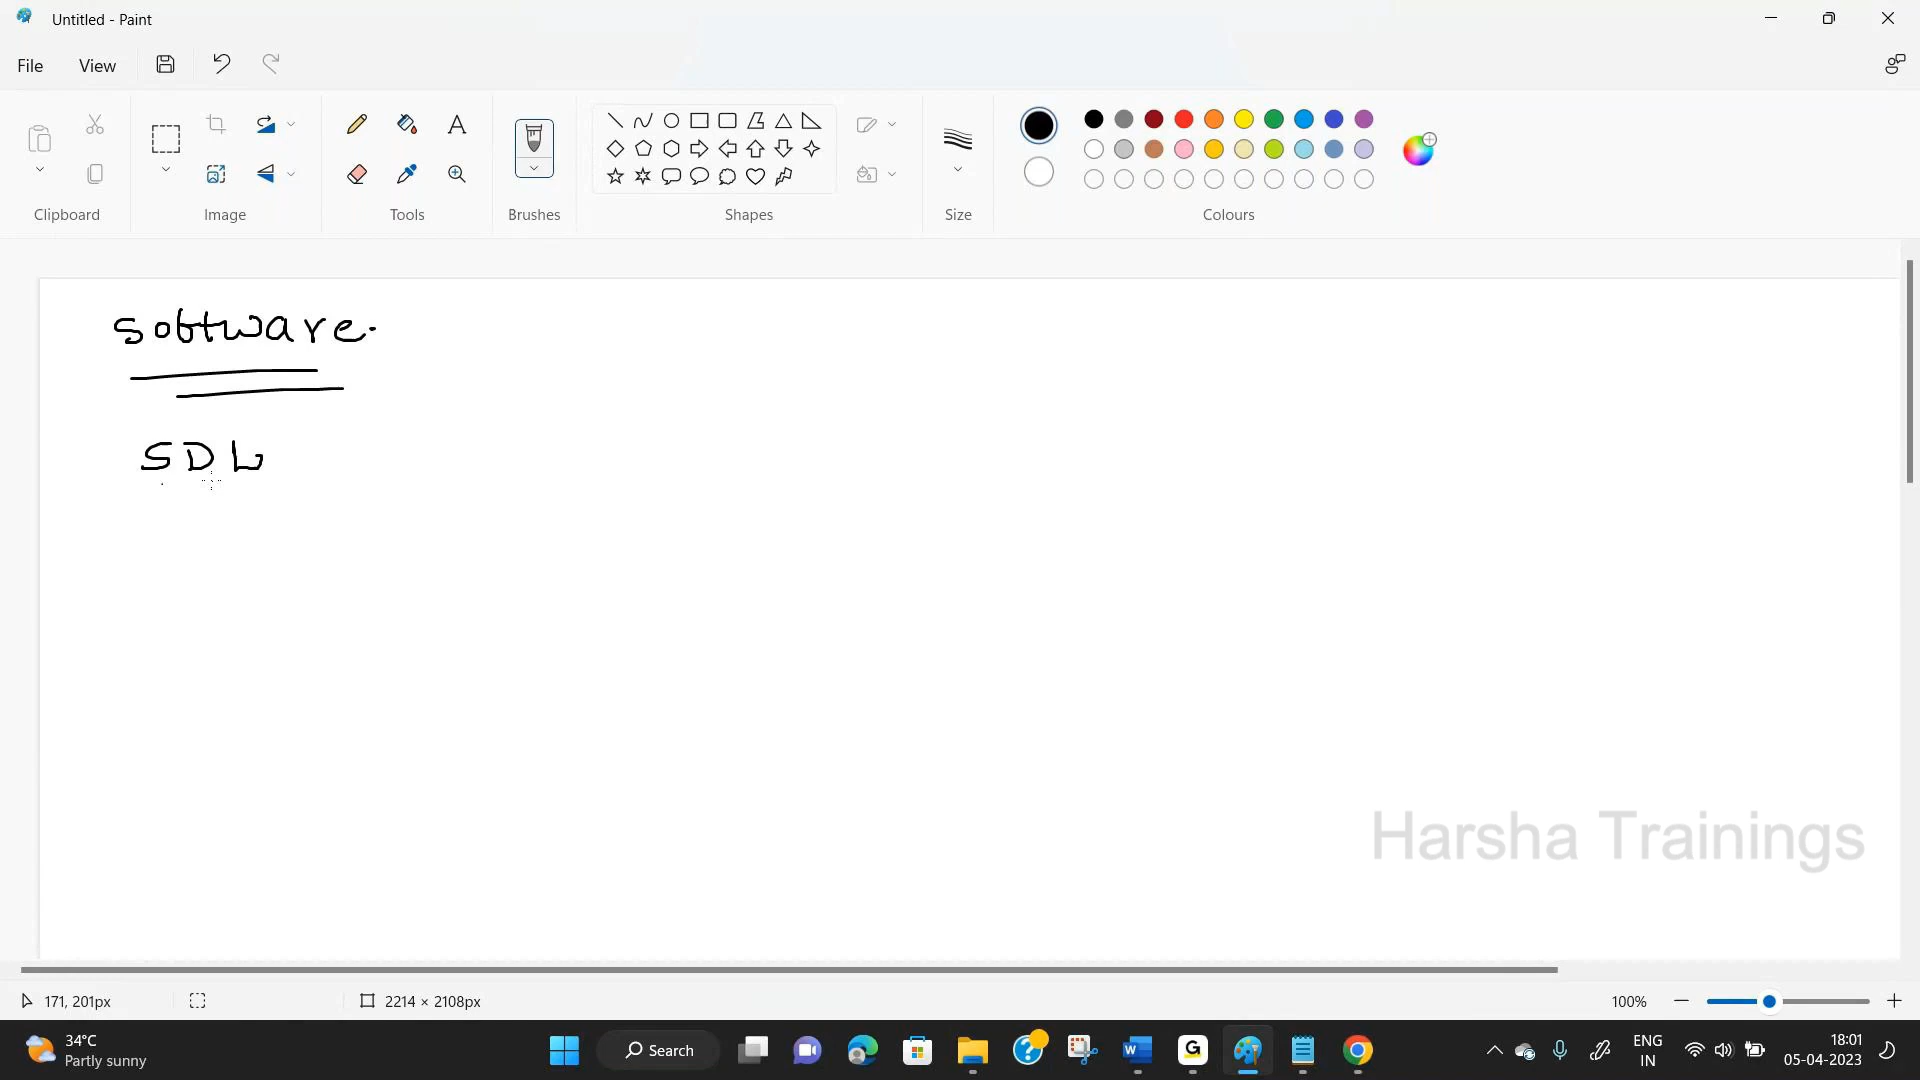 Untitled - Paint
File View
Clipboard Image Tools Brushes Shapes Size Colours
software.
SDL
Harsha Trainings
171, 201px 2214 × 2108px 100%
34°C
Partly sunny
Search
ENG
IN
18:01
05-04-2023